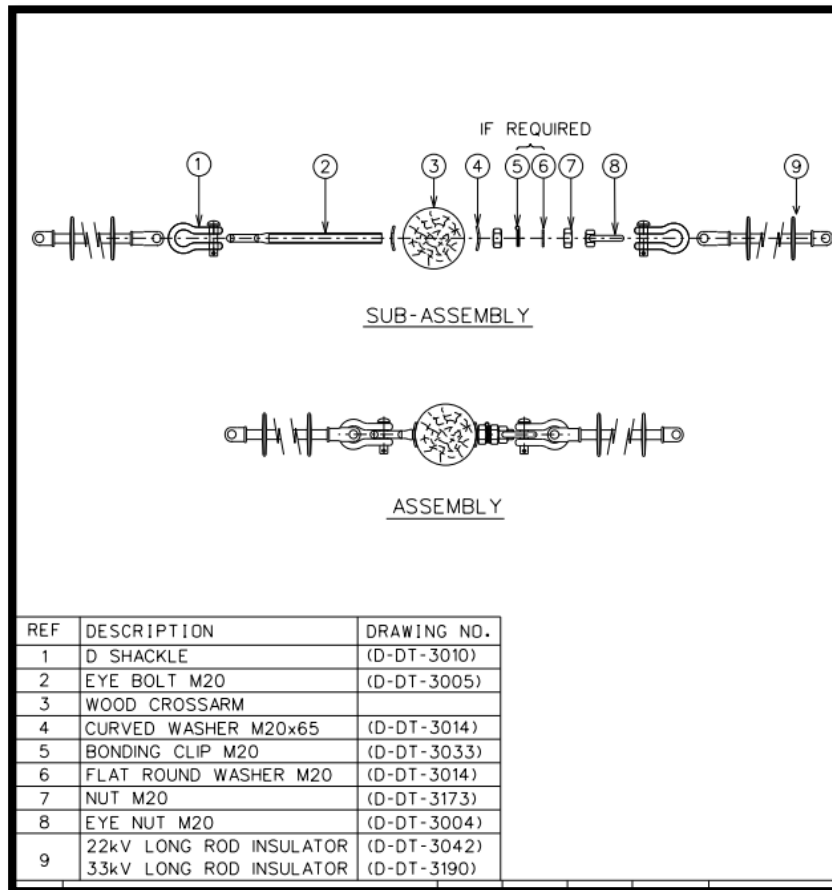 IF REQUIRED
1 2 3 4 5 6 7 8 9
SUB-ASSEMBLY
ASSEMBLY
REF DESCRIPTION DRAWING NO.
1 D SHACKLE (D-DT-3010)
2 EYE BOLT M20 (D-DT-3005)
3 WOOD CROSSARM
4 CURVED WASHER M20x65 (D-DT-3014)
5 BONDING CLIP M20 (D-DT-3033)
6 FLAT ROUND WASHER M20 (D-DT-3014)
7 NUT M20 (D-DT-3173)
8 EYE NUT M20 (D-DT-3004)
9 22kV LONG ROD INSULATOR (D-DT-3042)
33kV LONG ROD INSULATOR (D-DT-3190)